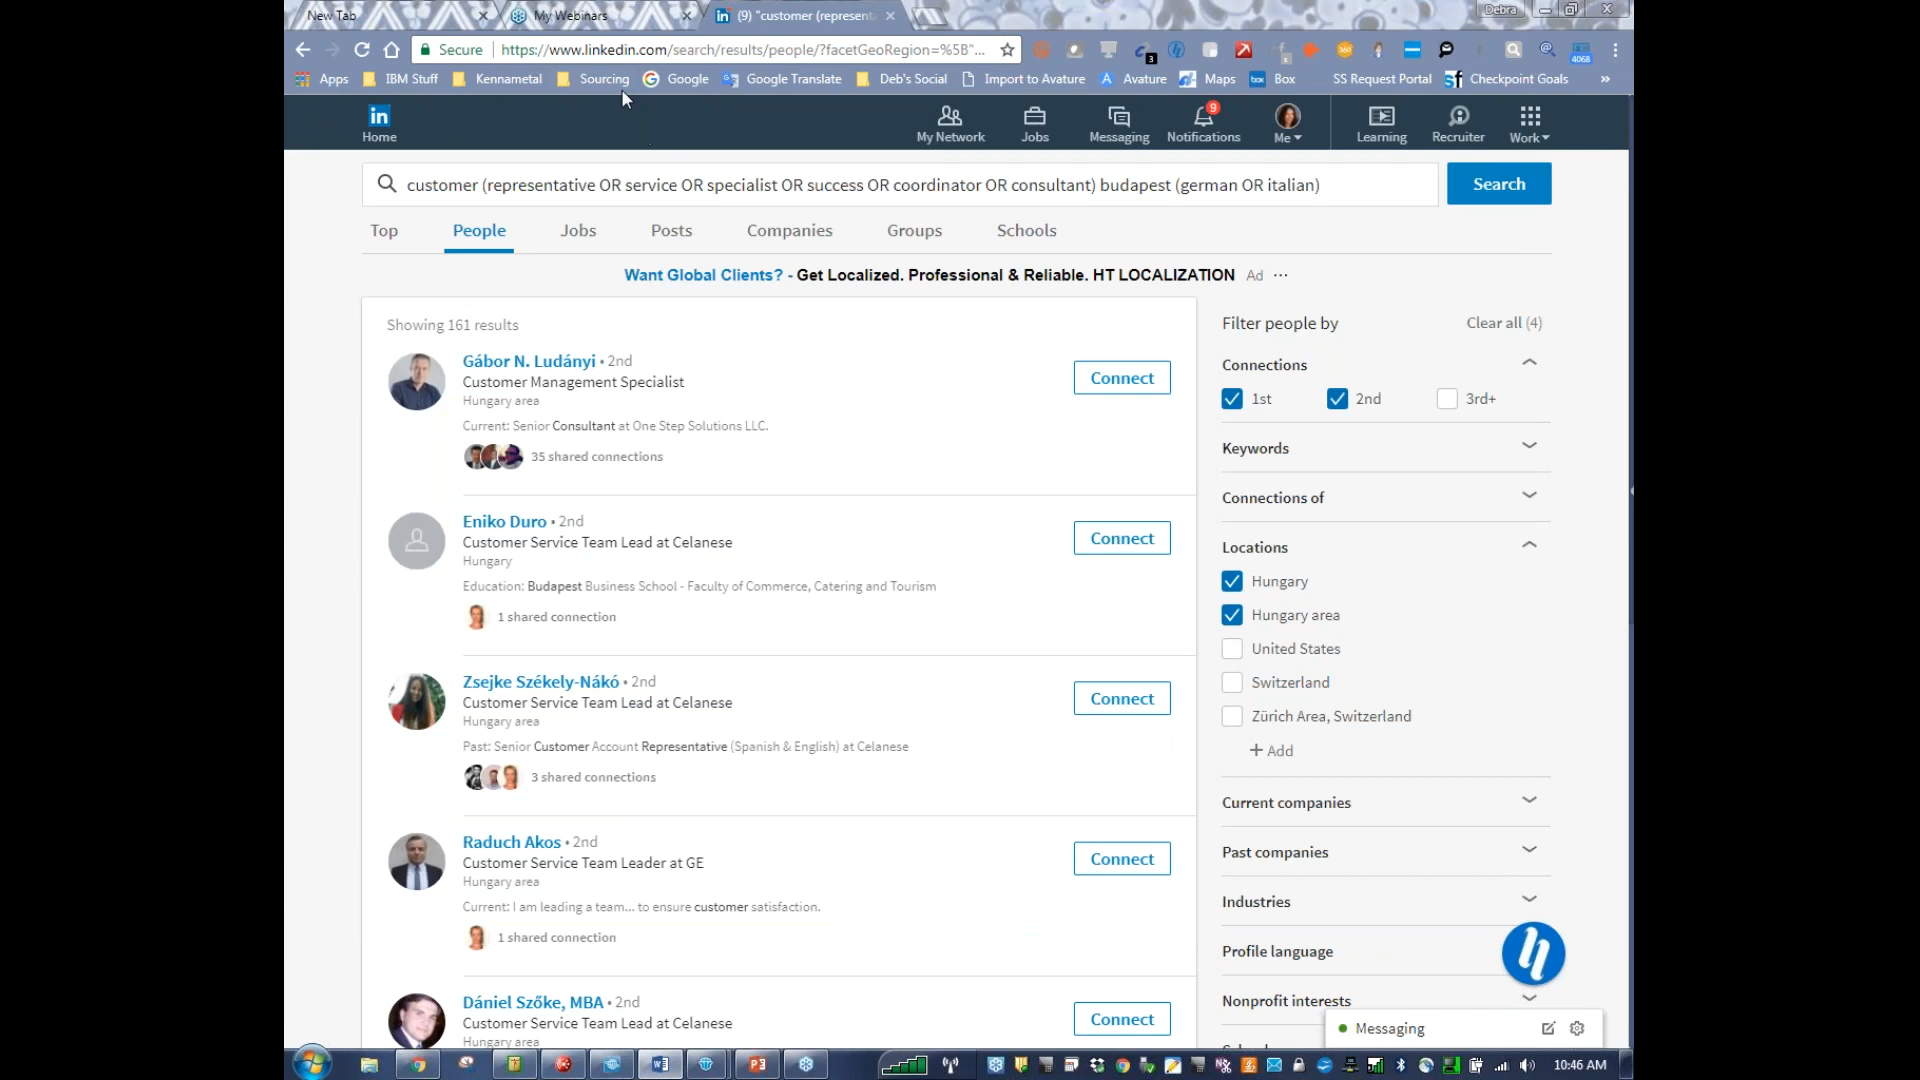 New Tab
My Webinars
(9) "customer (represent
Debra
Secure
https://www.linkedin.com/search/results/people/?facetGeoRegion=%5B"...
3
4068
Apps
IBM Stuff
Kennametal
Sourcing
Google
Google Translate
Deb's Social
Import to Avature
Avature
Maps
Box
SS Request Portal
Checkpoint Goals
»
in
Home
My Network
Jobs
Messaging
9
Notifications
Me
Learning
Recruiter
Work
customer (representative OR service OR specialist OR success OR coordinator OR consultant) budapest (german OR italian)
Search
Top
People
Jobs
Posts
Companies
Groups
Schools
Want Global Clients? - Get Localized. Professional & Reliable. HT LOCALIZATION Ad ···
Showing 161 results
Gábor N. Ludányi • 2nd
Customer Management Specialist
Hungary area
Current: Senior Consultant at One Step Solutions LLC.
35 shared connections
Connect
Eniko Duro • 2nd
Customer Service Team Lead at Celanese
Hungary
Education: Budapest Business School - Faculty of Commerce, Catering and Tourism
1 shared connection
Connect
Zsejke Székely-Nákó • 2nd
Customer Service Team Lead at Celanese
Hungary area
Past: Senior Customer Account Representative (Spanish & English) at Celanese
3 shared connections
Connect
Raduch Akos • 2nd
Customer Service Team Leader at GE
Hungary area
Current: I am leading a team... to ensure customer satisfaction.
1 shared connection
Connect
Dániel Szőke, MBA • 2nd
Customer Service Team Lead at Celanese
Hungary area
Connect
Filter people by
Clear all (4)
Connections
1st
2nd
3rd+
Keywords
Connections of
Locations
Hungary
Hungary area
United States
Switzerland
Zürich Area, Switzerland
+ Add
Current companies
Past companies
Industries
Profile language
Nonprofit interests
Messaging
10:46 AM